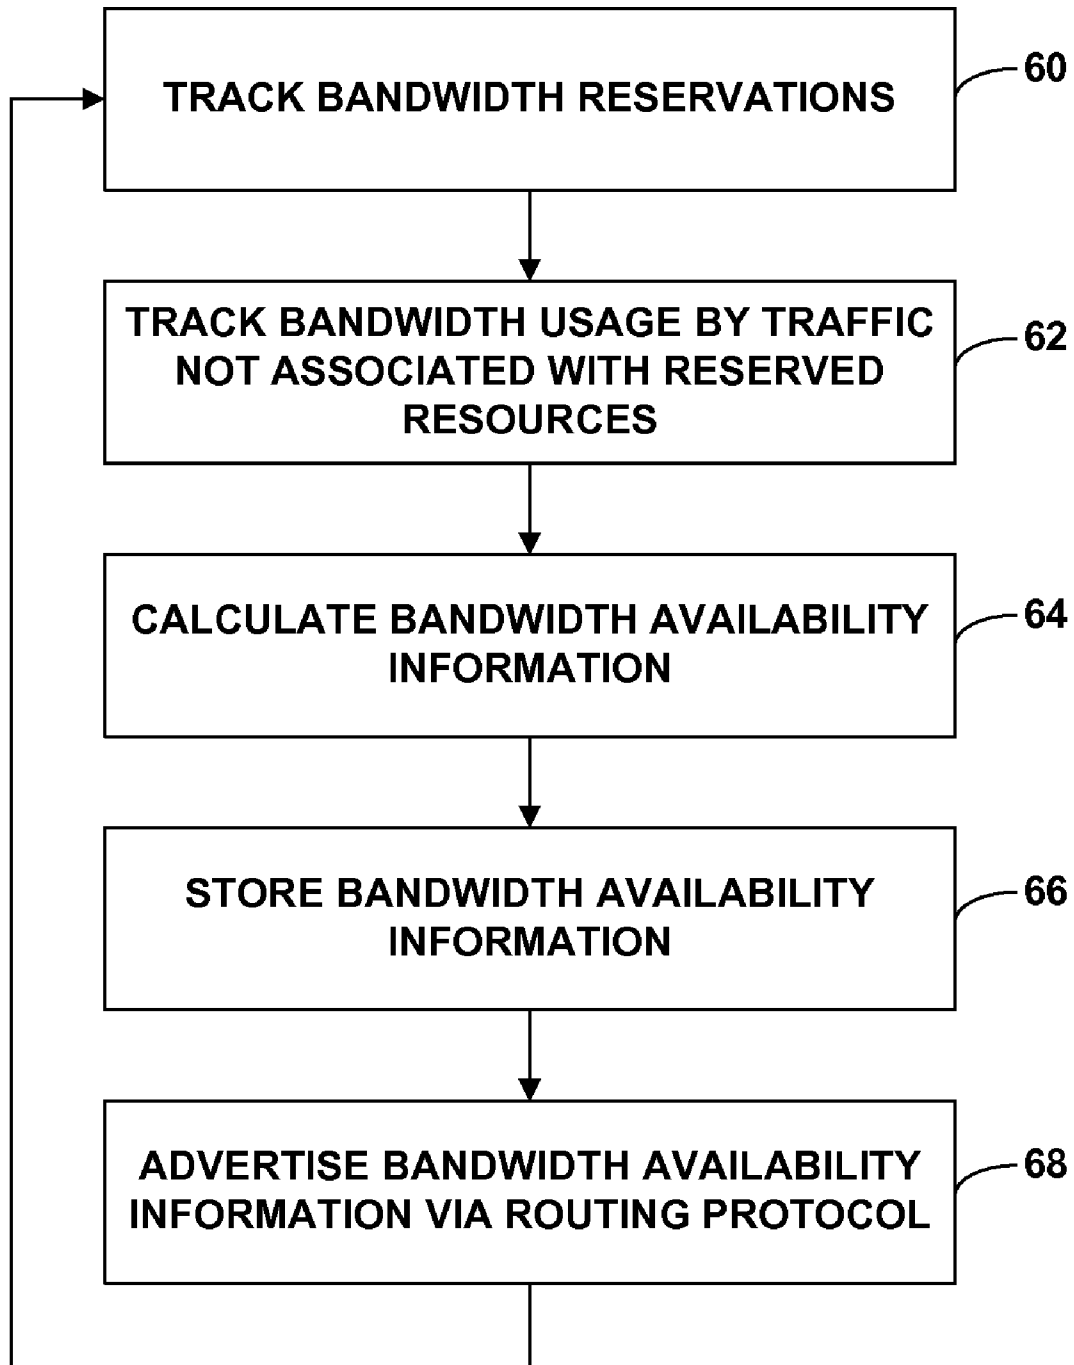 TRACK BANDWIDTH RESERVATIONS
60
TRACK BANDWIDTH USAGE BY TRAFFIC
NOT ASSOCIATED WITH RESERVED
RESOURCES
62
CALCULATE BANDWIDTH AVAILABILITY
INFORMATION
64
STORE BANDWIDTH AVAILABILITY
INFORMATION
66
ADVERTISE BANDWIDTH AVAILABILITY
INFORMATION VIA ROUTING PROTOCOL
68